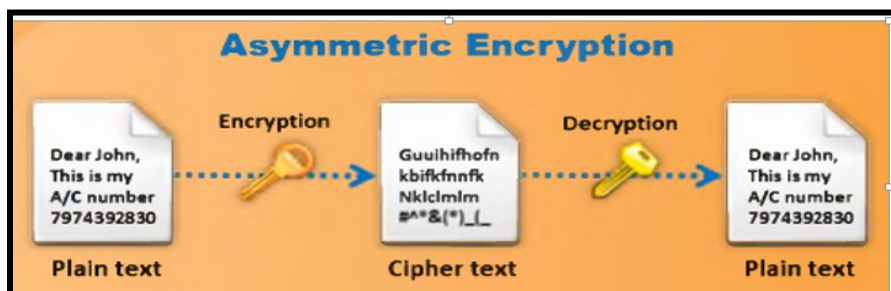 Asymmetric Encryption
Encryption
Decryption
Dear John,
This is my
A/C number
7974392830
Guuihifhofn
kbifkfnnfk
Nklclmlm
#^*&(*)_(_
Dear John,
This is my
A/C number
7974392830
Plain text
Cipher text
Plain text